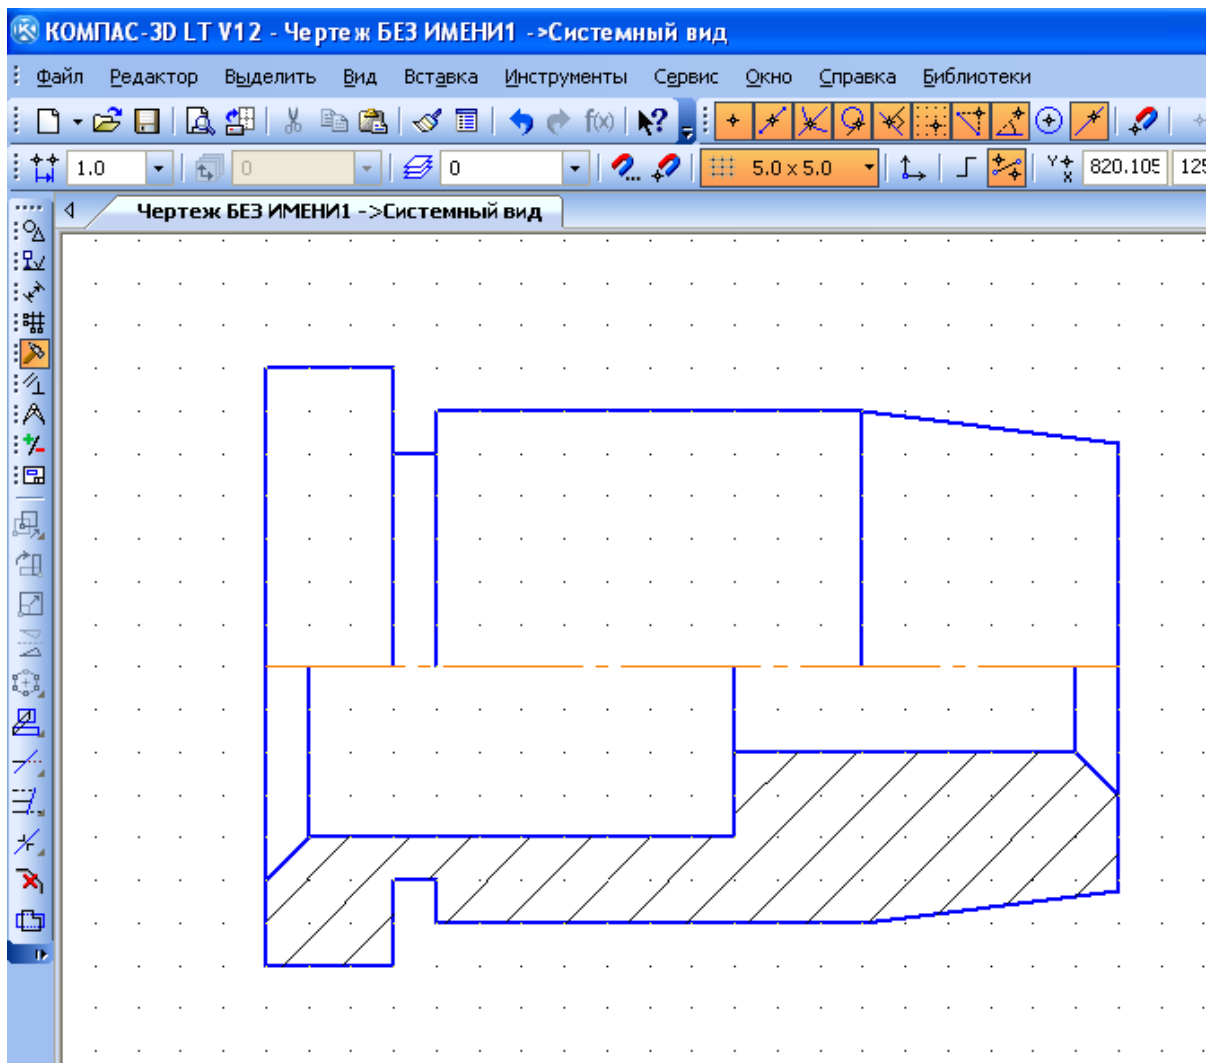 КОМПАС-3D LT V12 - Чертеж БЕЗ ИМЕНИ1 ->Системный вид
Файл Редактор Выделить Вид Вставка Инструменты Сервис Окно Справка Библиотеки
f(x) ?
1.0 0 0 5.0 x 5.0 Y X 820.105 125
Чертеж БЕЗ ИМЕНИ1 ->Системный вид